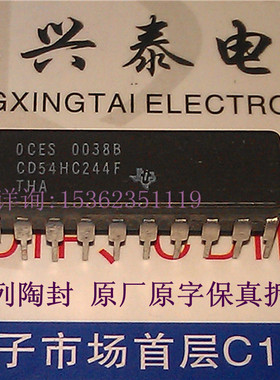 兴泰电
GXINGTAI ELECTRO
OCES 0038B
CD54HC244F
THA
详询:15362351119
列陶封 原厂原字保真拆
子市场首层C1